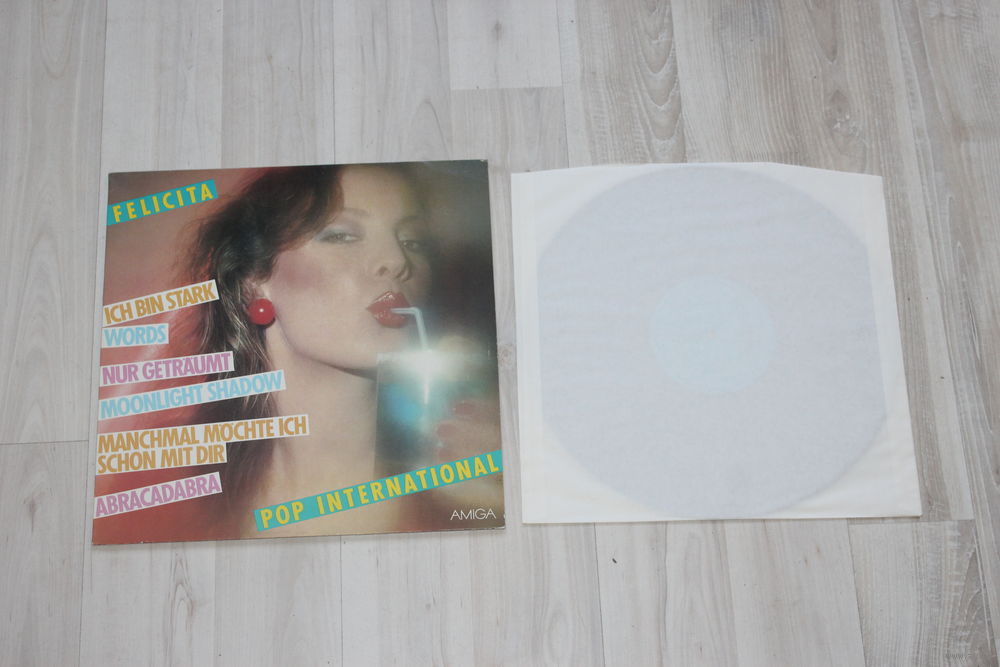 FELICITA
ICH BIN STARK
WORDS
NUR GETRÄUMT
MOONLIGHT SHADOW
MANCHMAL MÖCHTE ICH
SCHON MIT DIR
ABRACADABRA
POP INTERNATIONAL
AMIGA